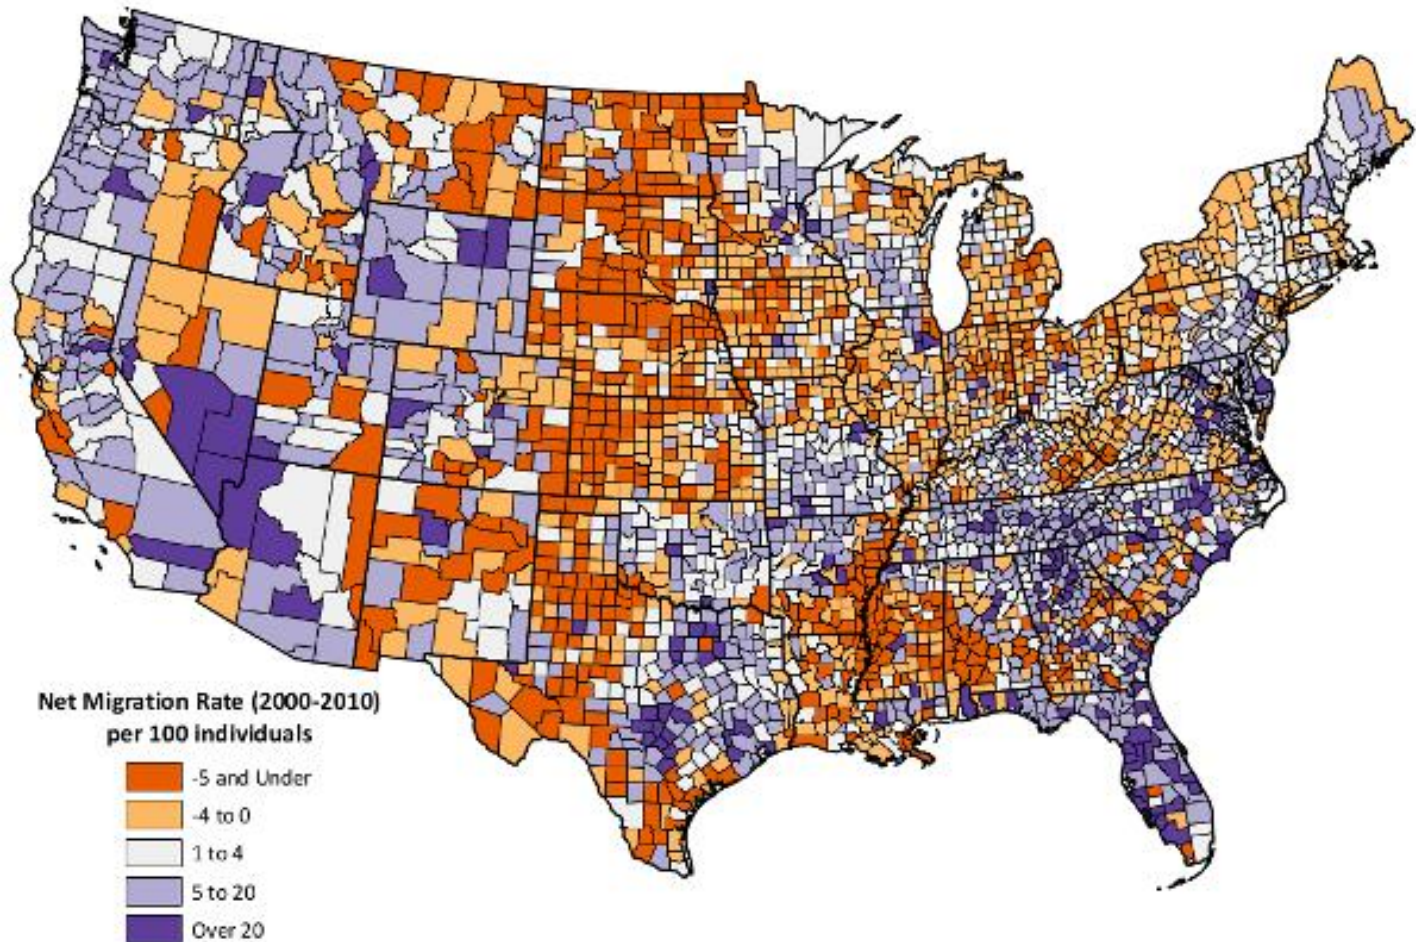 Net Migration Rate (2000-2010)
per 100 individuals
-5 and Under
-4 to 0
1 to 4
5 to 20
Over 20